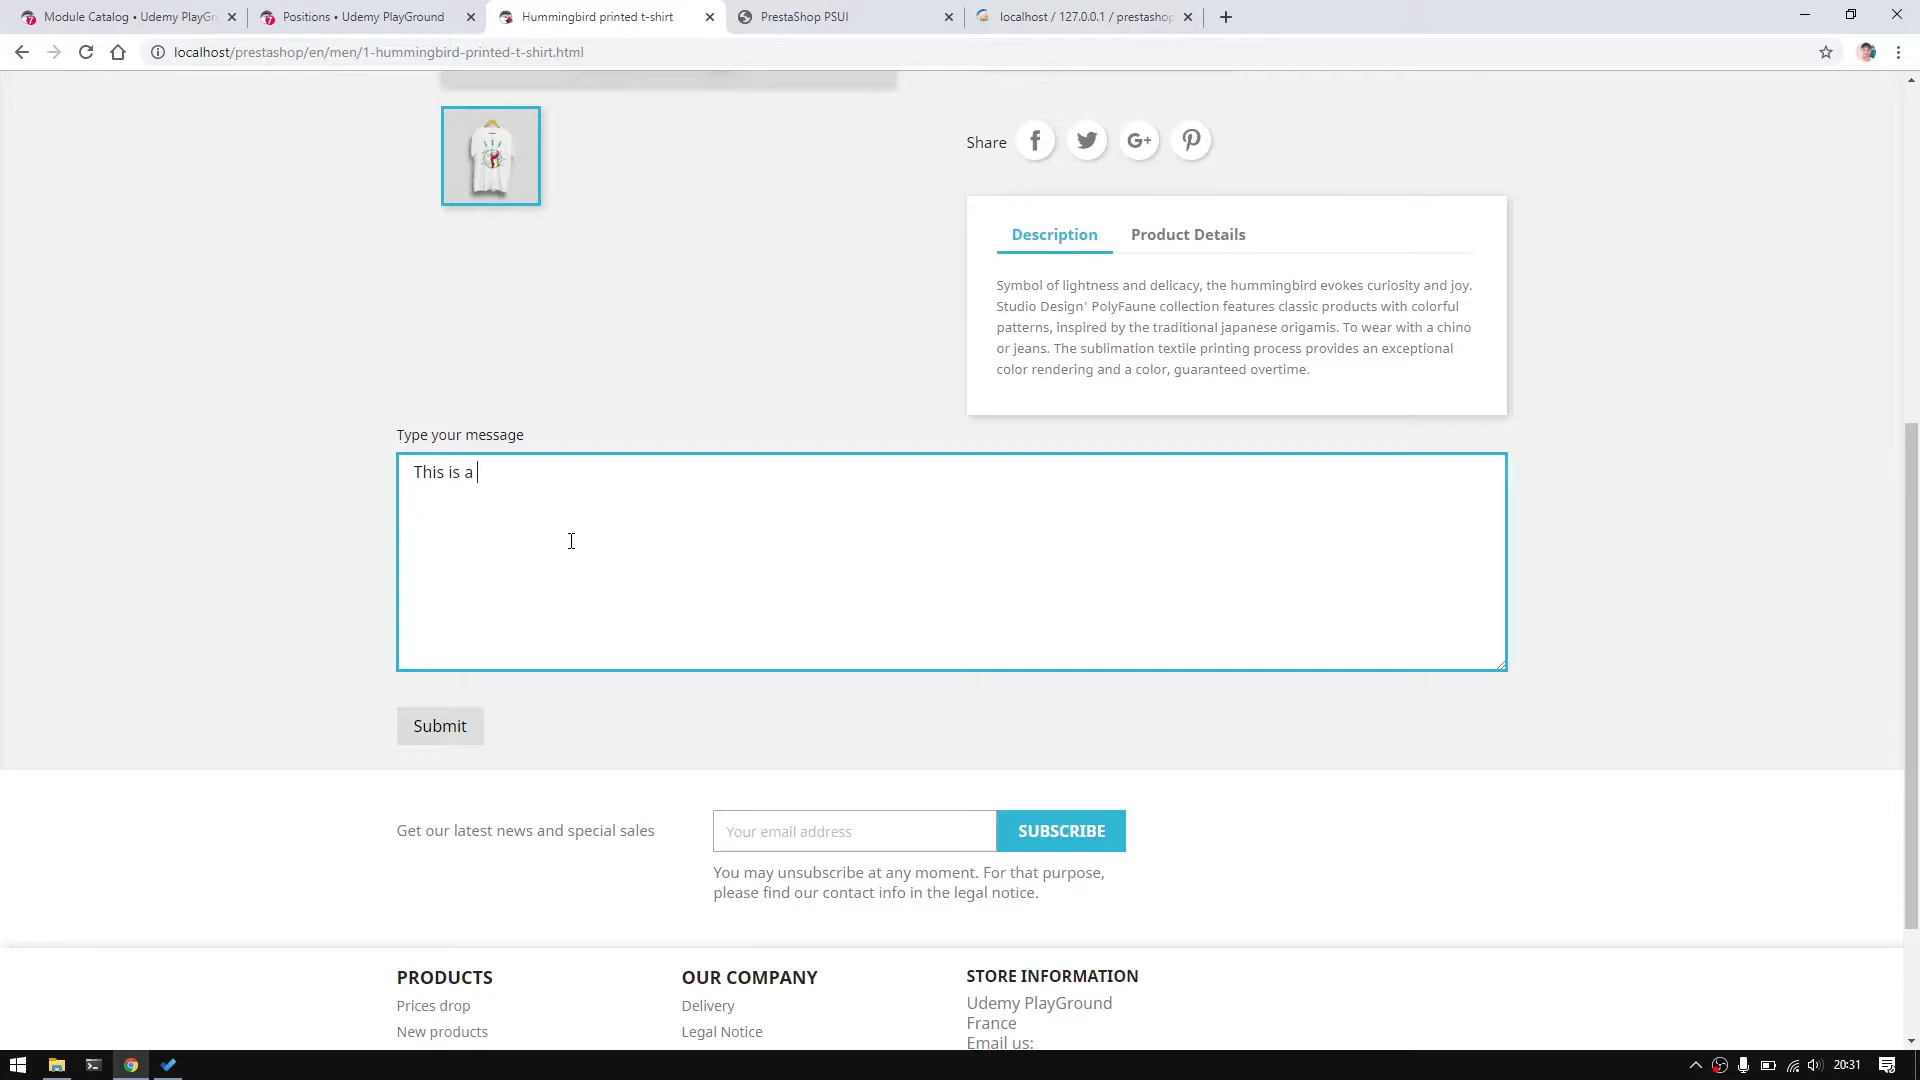 Module Catalog • Udemy PlayGr
Positions • Udemy PlayGround
Hummingbird printed t-shirt
PrestaShop PSUI
localhost / 127.0.0.1 / prestashop
localhost/prestashop/en/men/1-hummingbird-printed-t-shirt.html
Share
Description
Product Details
Symbol of lightness and delicacy, the hummingbird evokes curiosity and joy.
Studio Design' PolyFaune collection features classic products with colorful
patterns, inspired by the traditional japanese origamis. To wear with a chino
or jeans. The sublimation textile printing process provides an exceptional
color rendering and a color, guaranteed overtime.
Type your message
This is a
Submit
Get our latest news and special sales
Your email address
SUBSCRIBE
You may unsubscribe at any moment. For that purpose,
please find our contact info in the legal notice.
PRODUCTS
Prices drop
New products
OUR COMPANY
Delivery
Legal Notice
STORE INFORMATION
Udemy PlayGround
France
Email us:
20:31